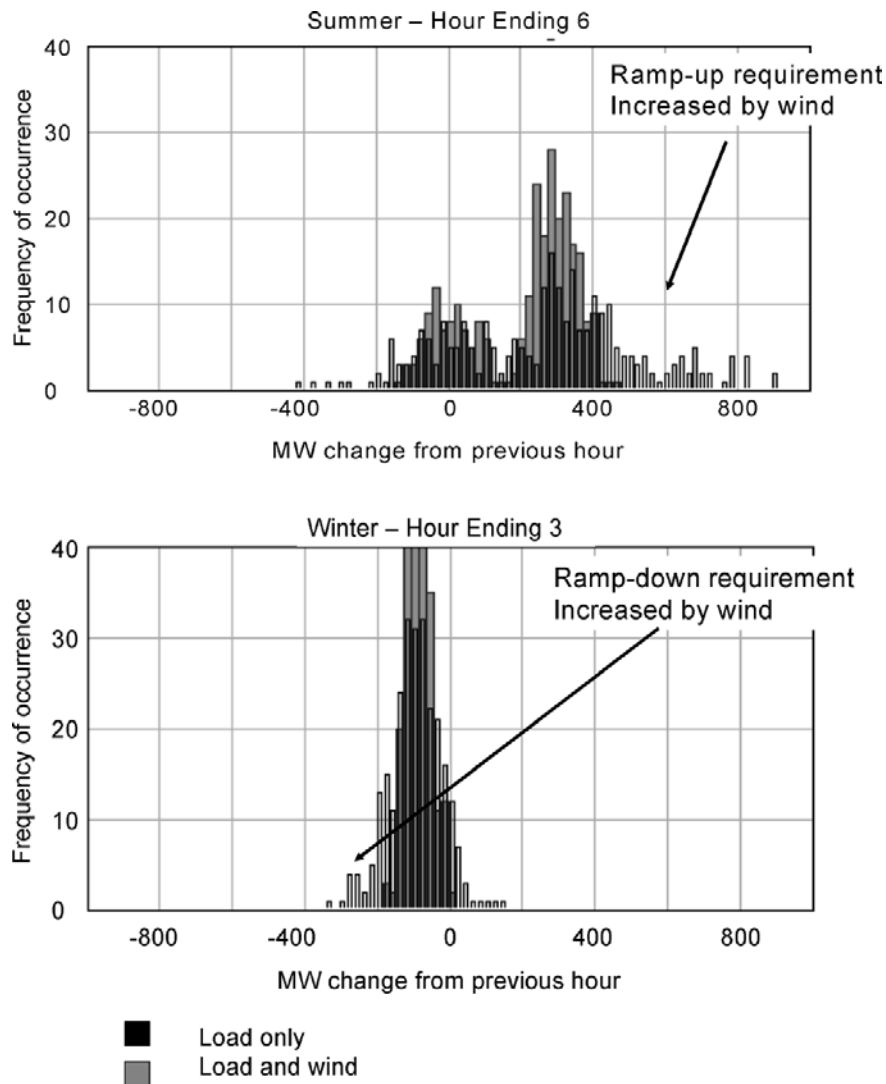 Summer – Hour Ending 6
Ramp-up requirement
Increased by wind
Frequency of occurrence
40
30
20
10
0
-800 -400 0 400 800
MW change from previous hour
Winter – Hour Ending 3
Ramp-down requirement
Increased by wind
Frequency of occurrence
40
30
20
10
0
-800 -400 0 400 800
MW change from previous hour
Load only
Load and wind